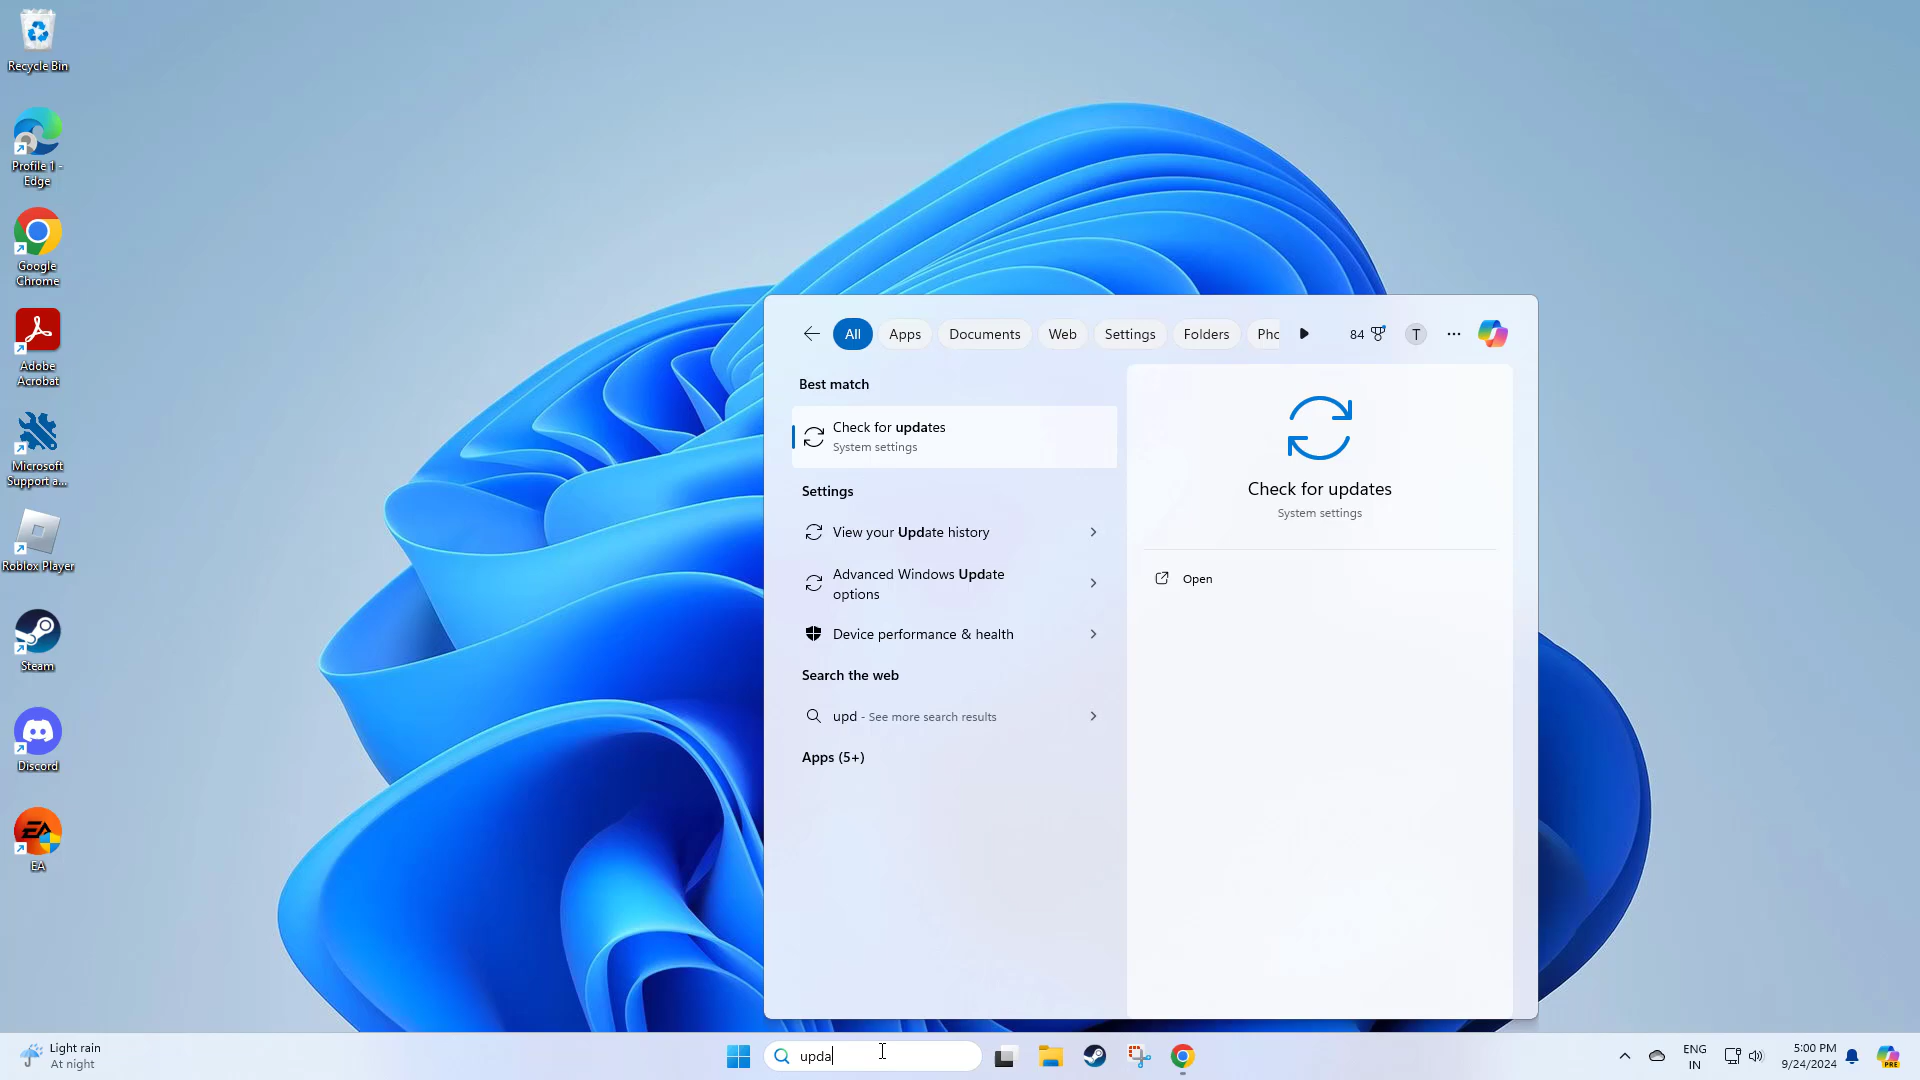 Recycle Bin
Profile 1 -
Edge
Google
Chrome
Adobe
Acrobat
Microsoft
Support a...
Roblox Player
Steam
Discord
EA
All
Apps
Documents
Web
Settings
Folders
Pho
84
T
Best match
Check for updates
System settings
Settings
View your Update history
Advanced Windows Update
options
Device performance & health
Search the web
upd - See more search results
Apps (5+)
Check for updates
System settings
Open
Light rain
At night
upda
ENG
IN
5:00 PM
9/24/2024
PRE